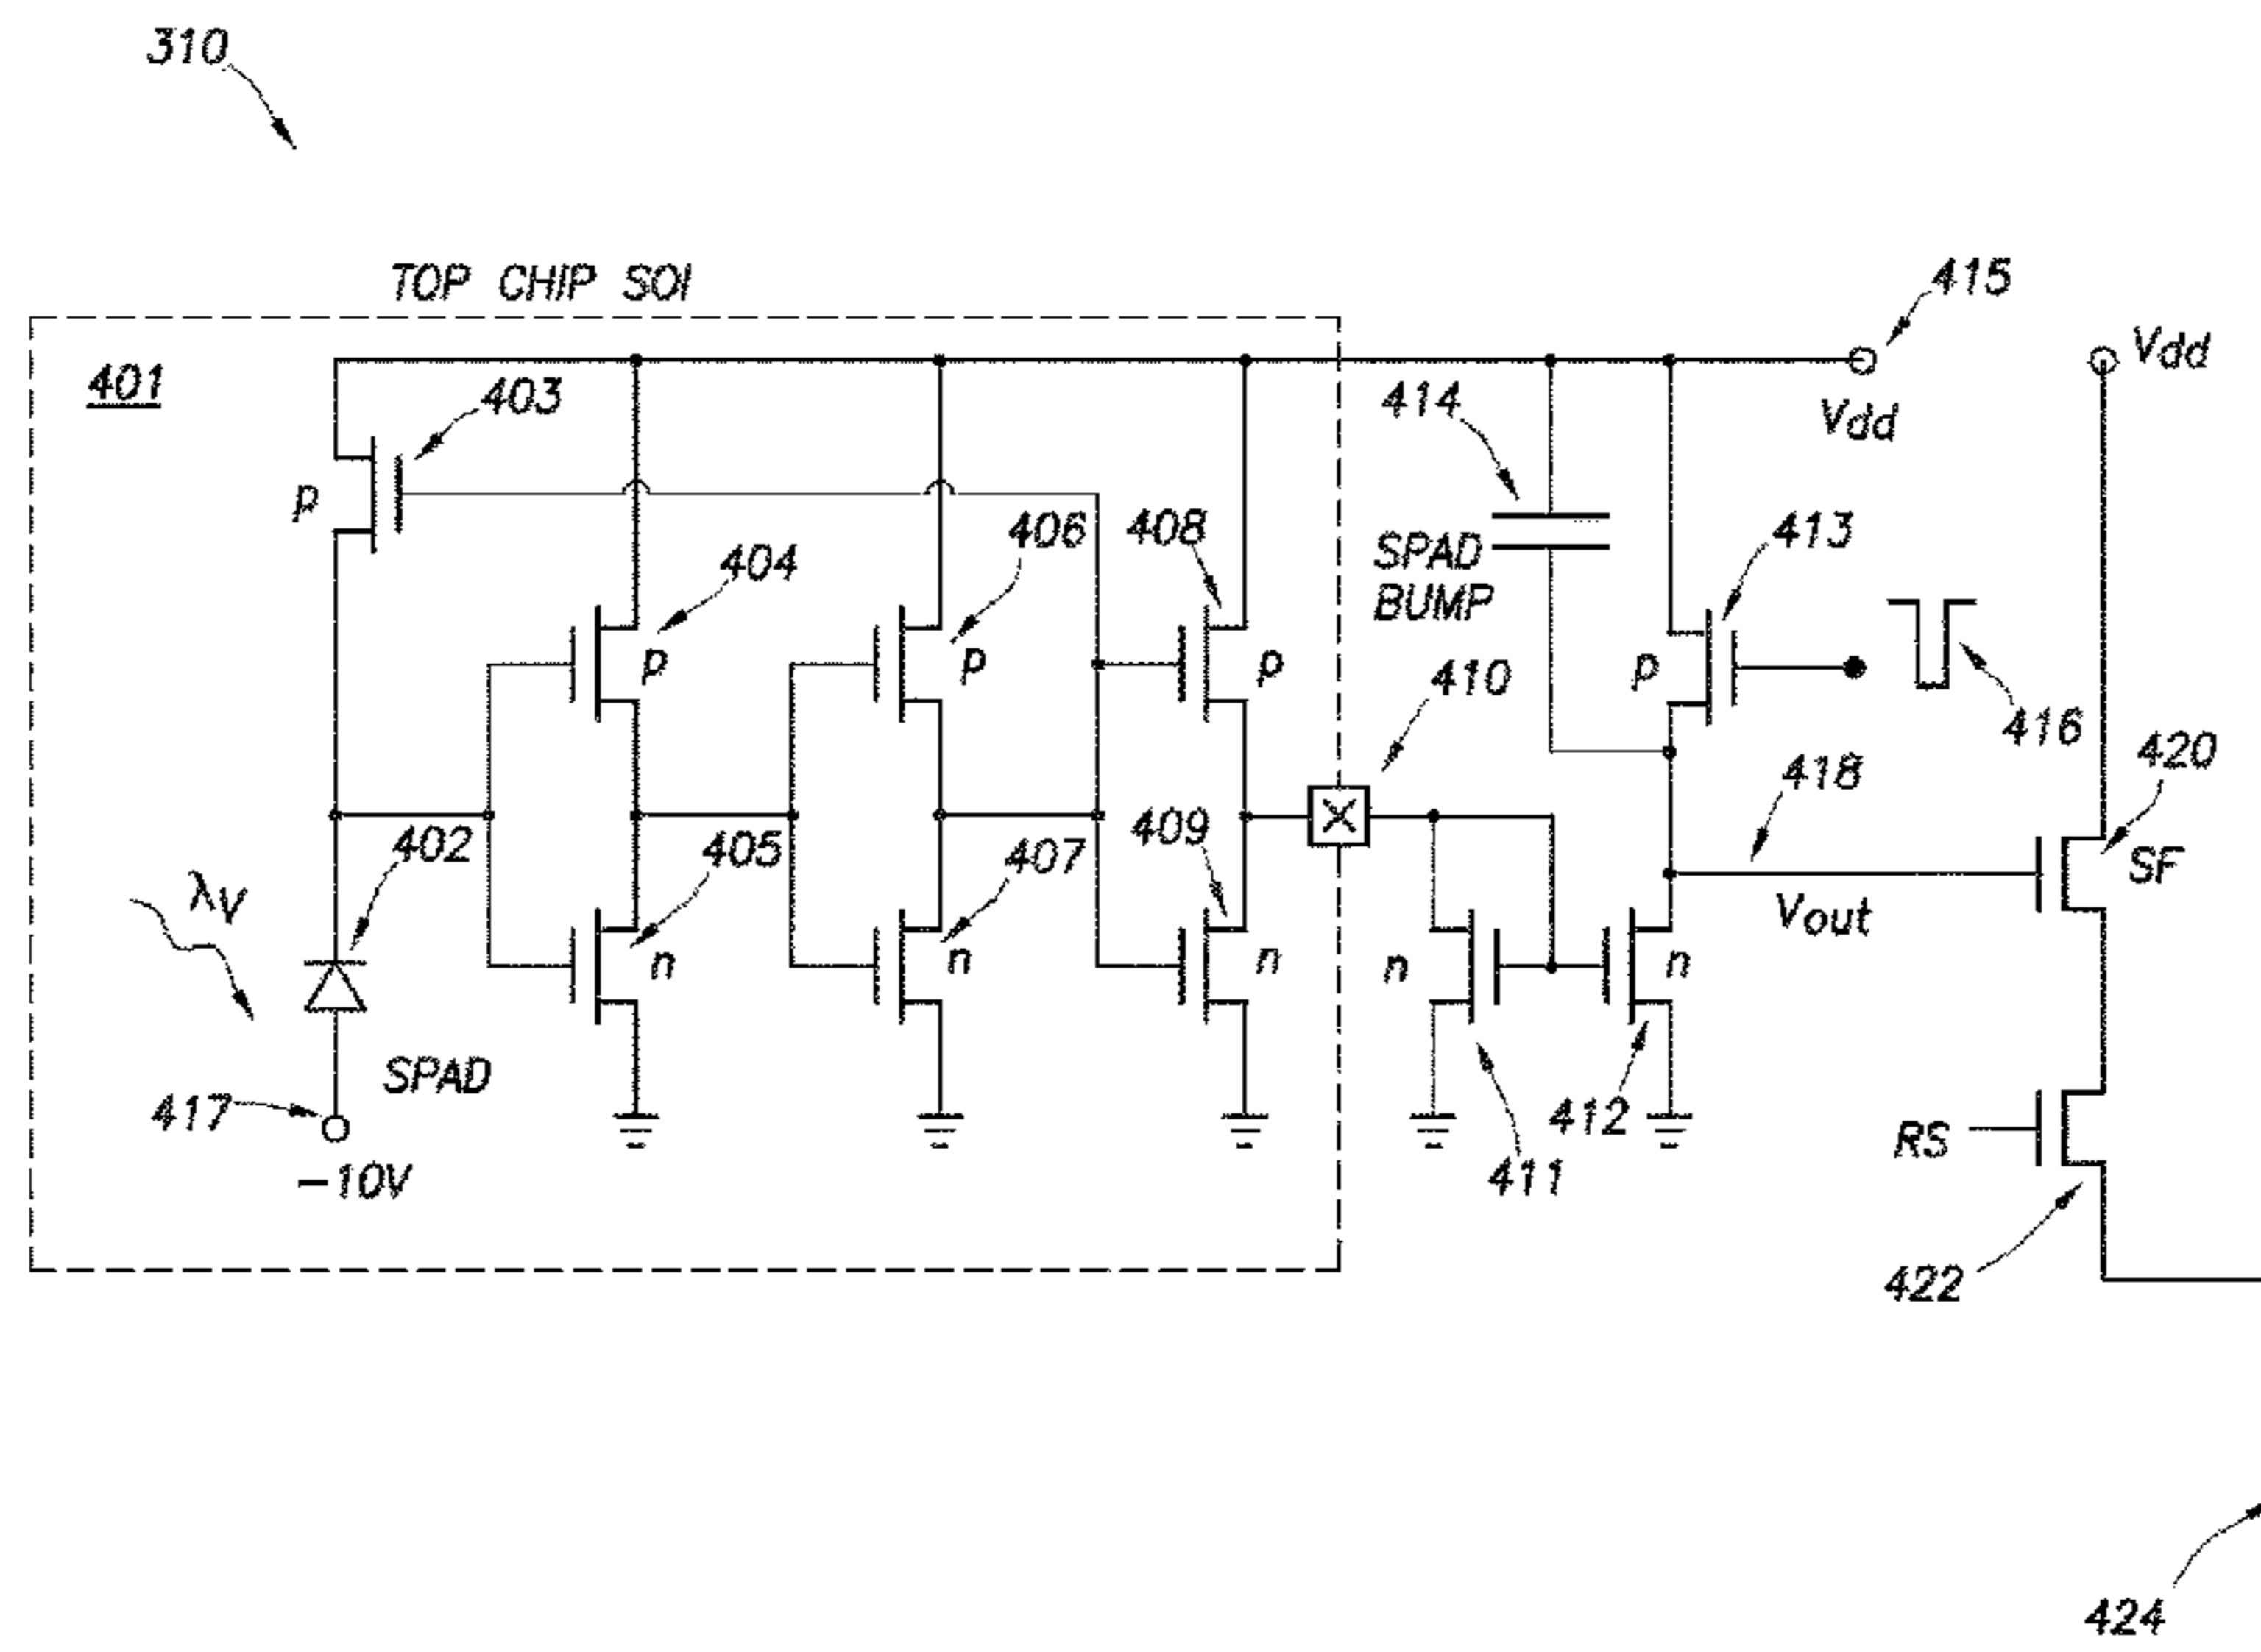 310
TOP CHIP SOI
415
401
403
414
Vdd
Vdd
p
404
406
408
SPAD
BUMP
413
p
p
p
p
410
416
418
420
402
405
407
409
SF
λv
Vout
n
n
n
n
n
SPAD
417
412
RS
-10V
411
422
424